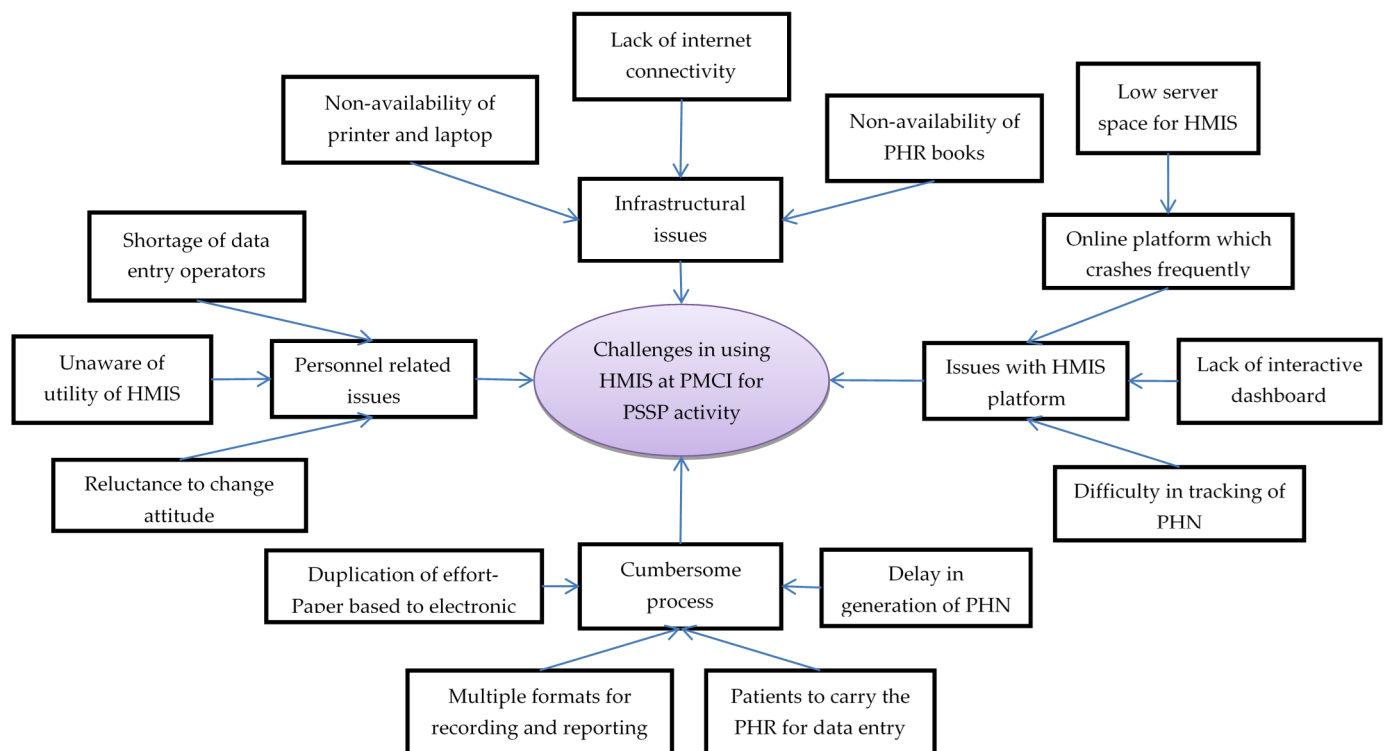 Lack of internet
connectivity
Non-availability of
printer and laptop
Non-availability of
PHR books
Low server
space for HMIS
Infrastructural
issues
Shortage of data
entry operators
Online platform which
crashes frequently
Unaware of
utility of HMIS
Personnel related
issues
Challenges in using
HMIS at PMCI for
PSSP activity
Issues with HMIS
platform
Lack of interactive
dashboard
Reluctance to change
attitude
Difficulty in tracking of
PHN
Duplication of effort-
Paper based to electronic
Cumbersome
process
Delay in
generation of PHN
Multiple formats for
recording and reporting
Patients to carry the
PHR for data entry